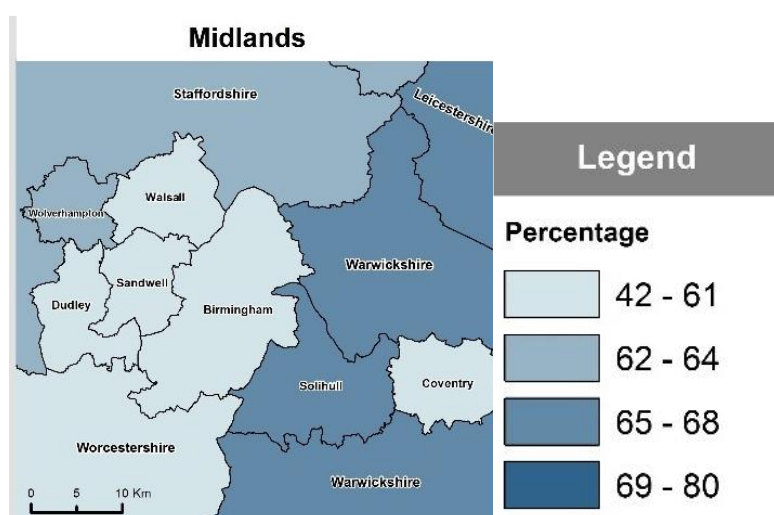 Midlands
Staffordshire
Leicestershire
Walsall
Wolverhampton
Warwickshire
Sandwell
Dudley
Birmingham
Solihull
Coventry
Worcestershire
Warwickshire
0 5 10 Km
Legend
Percentage
42 - 61
62 - 64
65 - 68
69 - 80